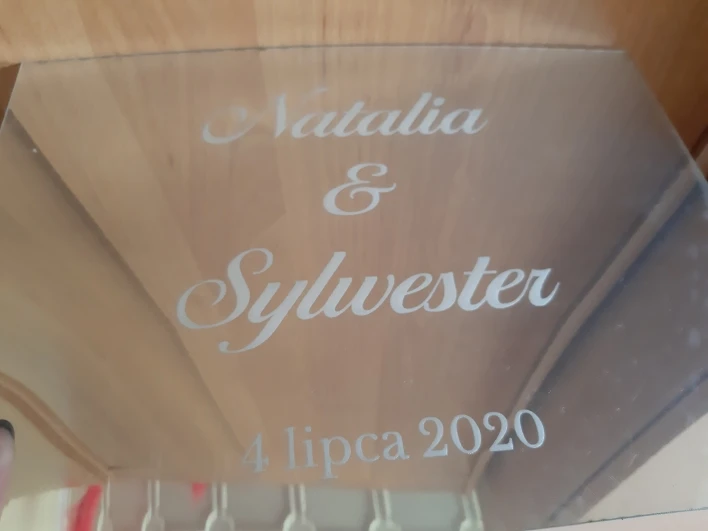 Natalia
&
Sylwester
4 lipca 2020